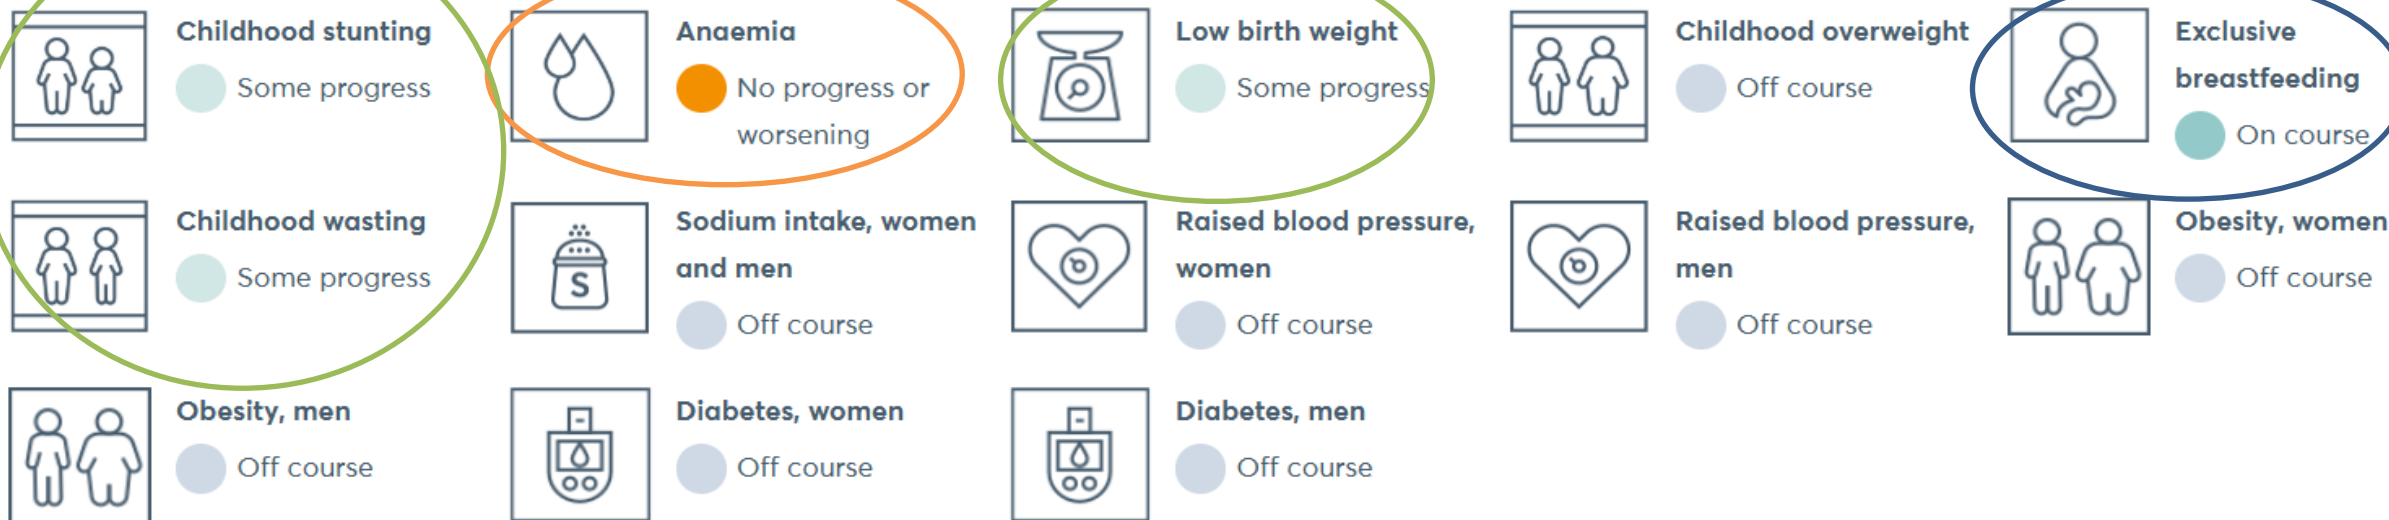 Childhood stunting
Some progress
Anaemia
No progress or
worsening
Low birth weight
Some progress
Childhood overweight
Off course
Exclusive
breastfeeding
On course
Childhood wasting
Some progress
Sodium intake, women
and men
S
Off course
Raised blood pressure,
women
Off course
Raised blood pressure,
men
Off course
Obesity, women
Off course
Obesity, men
Off course
Diabetes, women
Off course
Diabetes, men
Off course